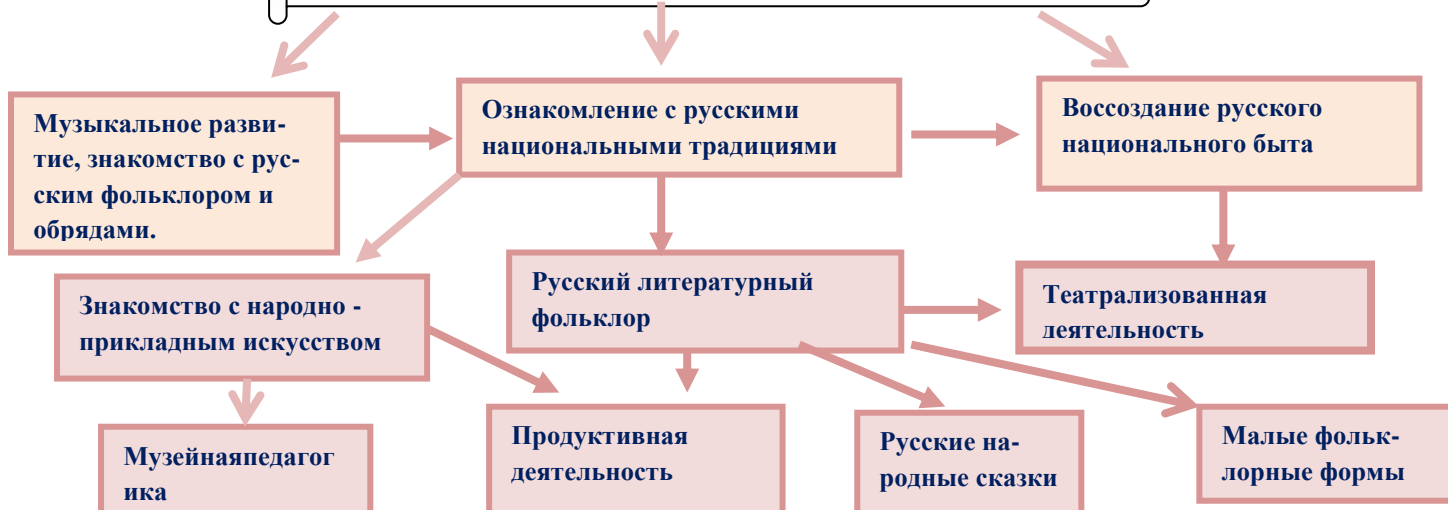 Музыкальное разви-
тие, знакомство с рус-
ским фольклором и
обрядами.
Ознакомление с русскими
национальными традициями
Воссоздание русского
национального быта
Знакомство с народно -
прикладным искусством
Русский литературный
фольклор
Театрализованная
деятельность
Музейнаяпедагог
ика
Продуктивная
деятельность
Русские на-
родные сказки
Малые фольк-
лорные формы